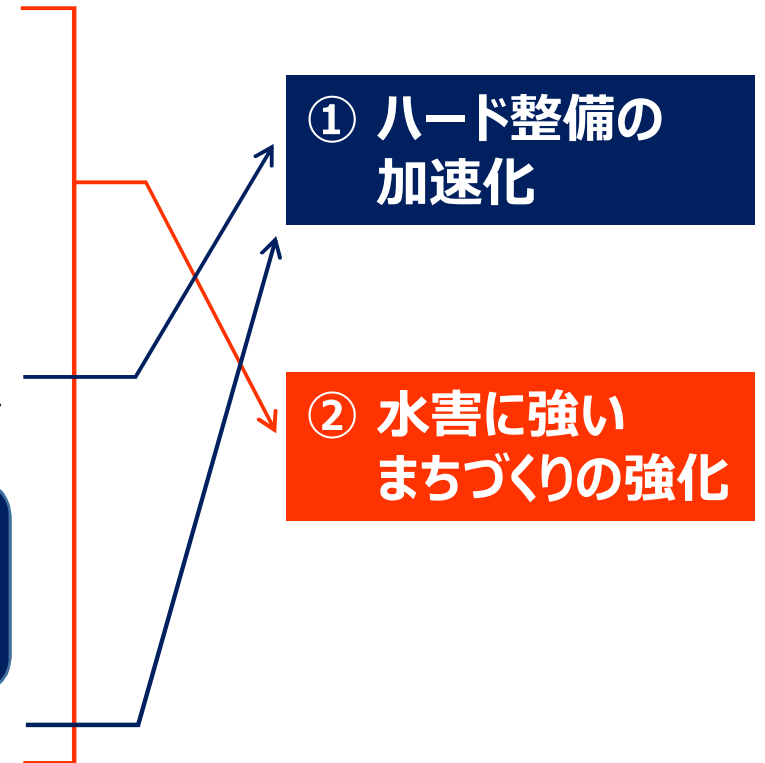 ① ハード整備の
加速化
② 水害に強い
まちづくりの強化